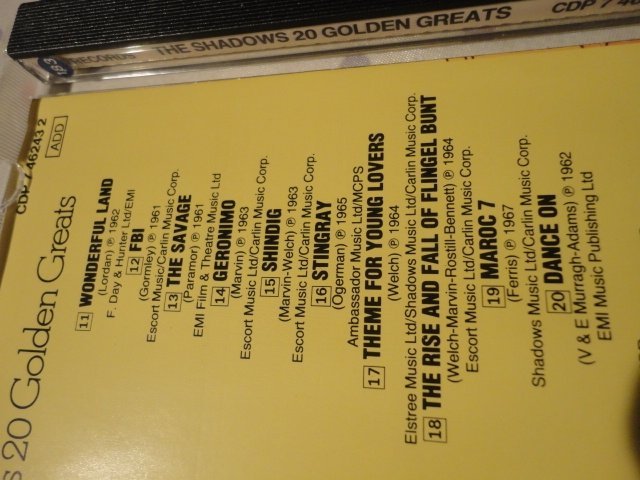 RECORDS THE SHADOWS 20 GOLDEN GREATS CDP 7 46
CDP 7 46243 2
ADD
s 20 Golden Greats
11 WONDERFUL LAND
(Lordan) ℗ 1962
F. Day & Hunter Ltd/EMI
12 FBI
(Gormley) ℗ 1961
Escort Music/Carlin Music Corp.
13 THE SAVAGE
(Paramor) ℗ 1961
EMI Film & Theatre Music Ltd
14 GERONIMO
(Marvin) ℗ 1963
Escort Music Ltd/Carlin Music Corp.
15 SHINDIG
(Marvin-Welch) ℗ 1963
Escort Music Ltd/Carlin Music Corp.
16 STINGRAY
(Ogerman) ℗ 1965
Ambassador Music Ltd/MCPS
17 THEME FOR YOUNG LOVERS
(Welch) ℗ 1964
Elstree Music Ltd/Shadows Music Ltd/Carlin Music Corp.
18 THE RISE AND FALL OF FLINGEL BUNT
(Welch-Marvin-Rostill-Bennett) ℗ 1964
Escort Music Ltd/Carlin Music Corp.
19 MAROC 7
(Ferris) ℗ 1967
Shadows Music Ltd/Carlin Music Corp.
20 DANCE ON
(V & E Murragh-Adams) ℗ 1962
EMI Music Publishing Ltd